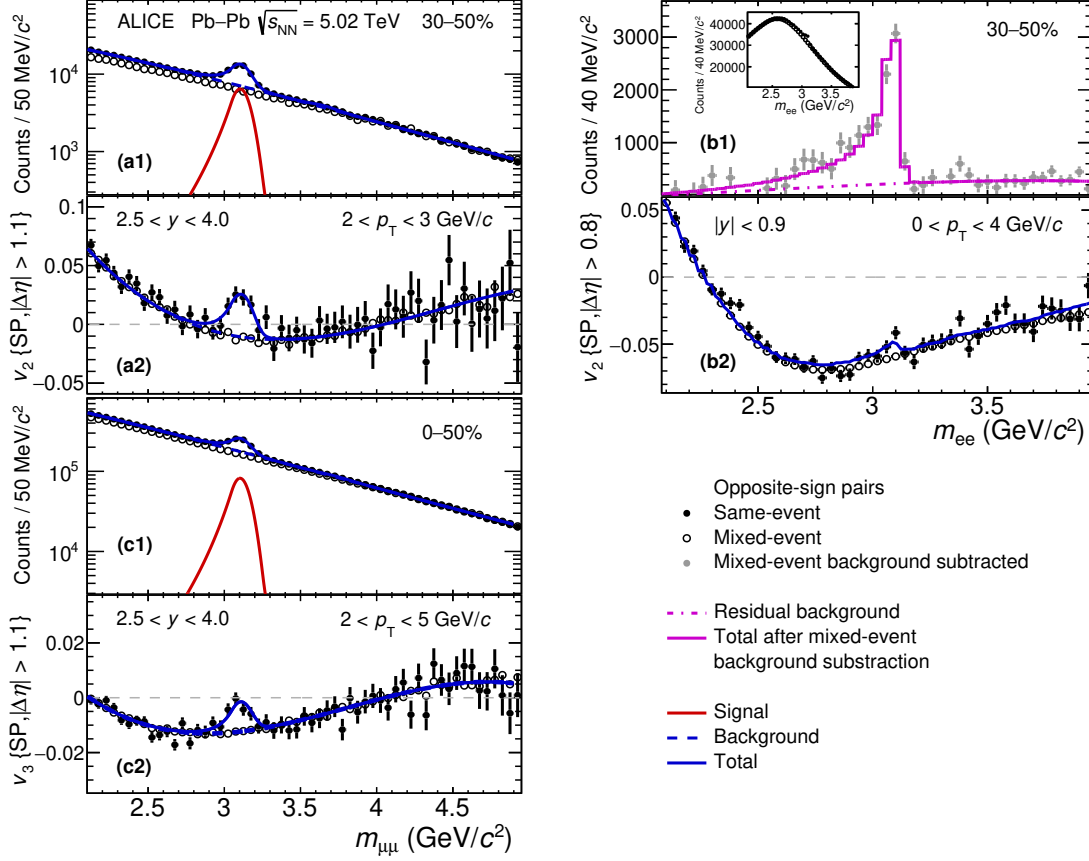 ALICE Pb–Pb √sNN = 5.02 TeV 30–50%
Counts / 50 MeV/c²
10⁴
10³
(a1)
2.5 < y < 4.0 2 < pT < 3 GeV/c
v2 {SP,|Δη| > 1.1}
0.1
0.05
0
−0.05
(a2)
0–50%
Counts / 50 MeV/c²
10⁵
10⁴
(c1)
2.5 < y < 4.0 2 < pT < 5 GeV/c
v3 {SP,|Δη| > 1.1}
0.02
0
−0.02
(c2)
2.5 3 3.5 4 4.5
mμμ (GeV/c²)
30–50%
Counts / 40 MeV/c²
3000
2000
1000
0
(b1)
Counts / 40 MeV/c²
40000
30000
20000
2.5 3.0 3.5
mee (GeV/c²)
|y| < 0.9 0 < pT < 4 GeV/c
v2 {SP,|Δη| > 0.8}
0.05
0
−0.05
(b2)
2.5 3 3.5
mee (GeV/c²)
Opposite-sign pairs
Same-event
Mixed-event
Mixed-event background subtracted
Residual background
Total after mixed-event
background substraction
Signal
Background
Total